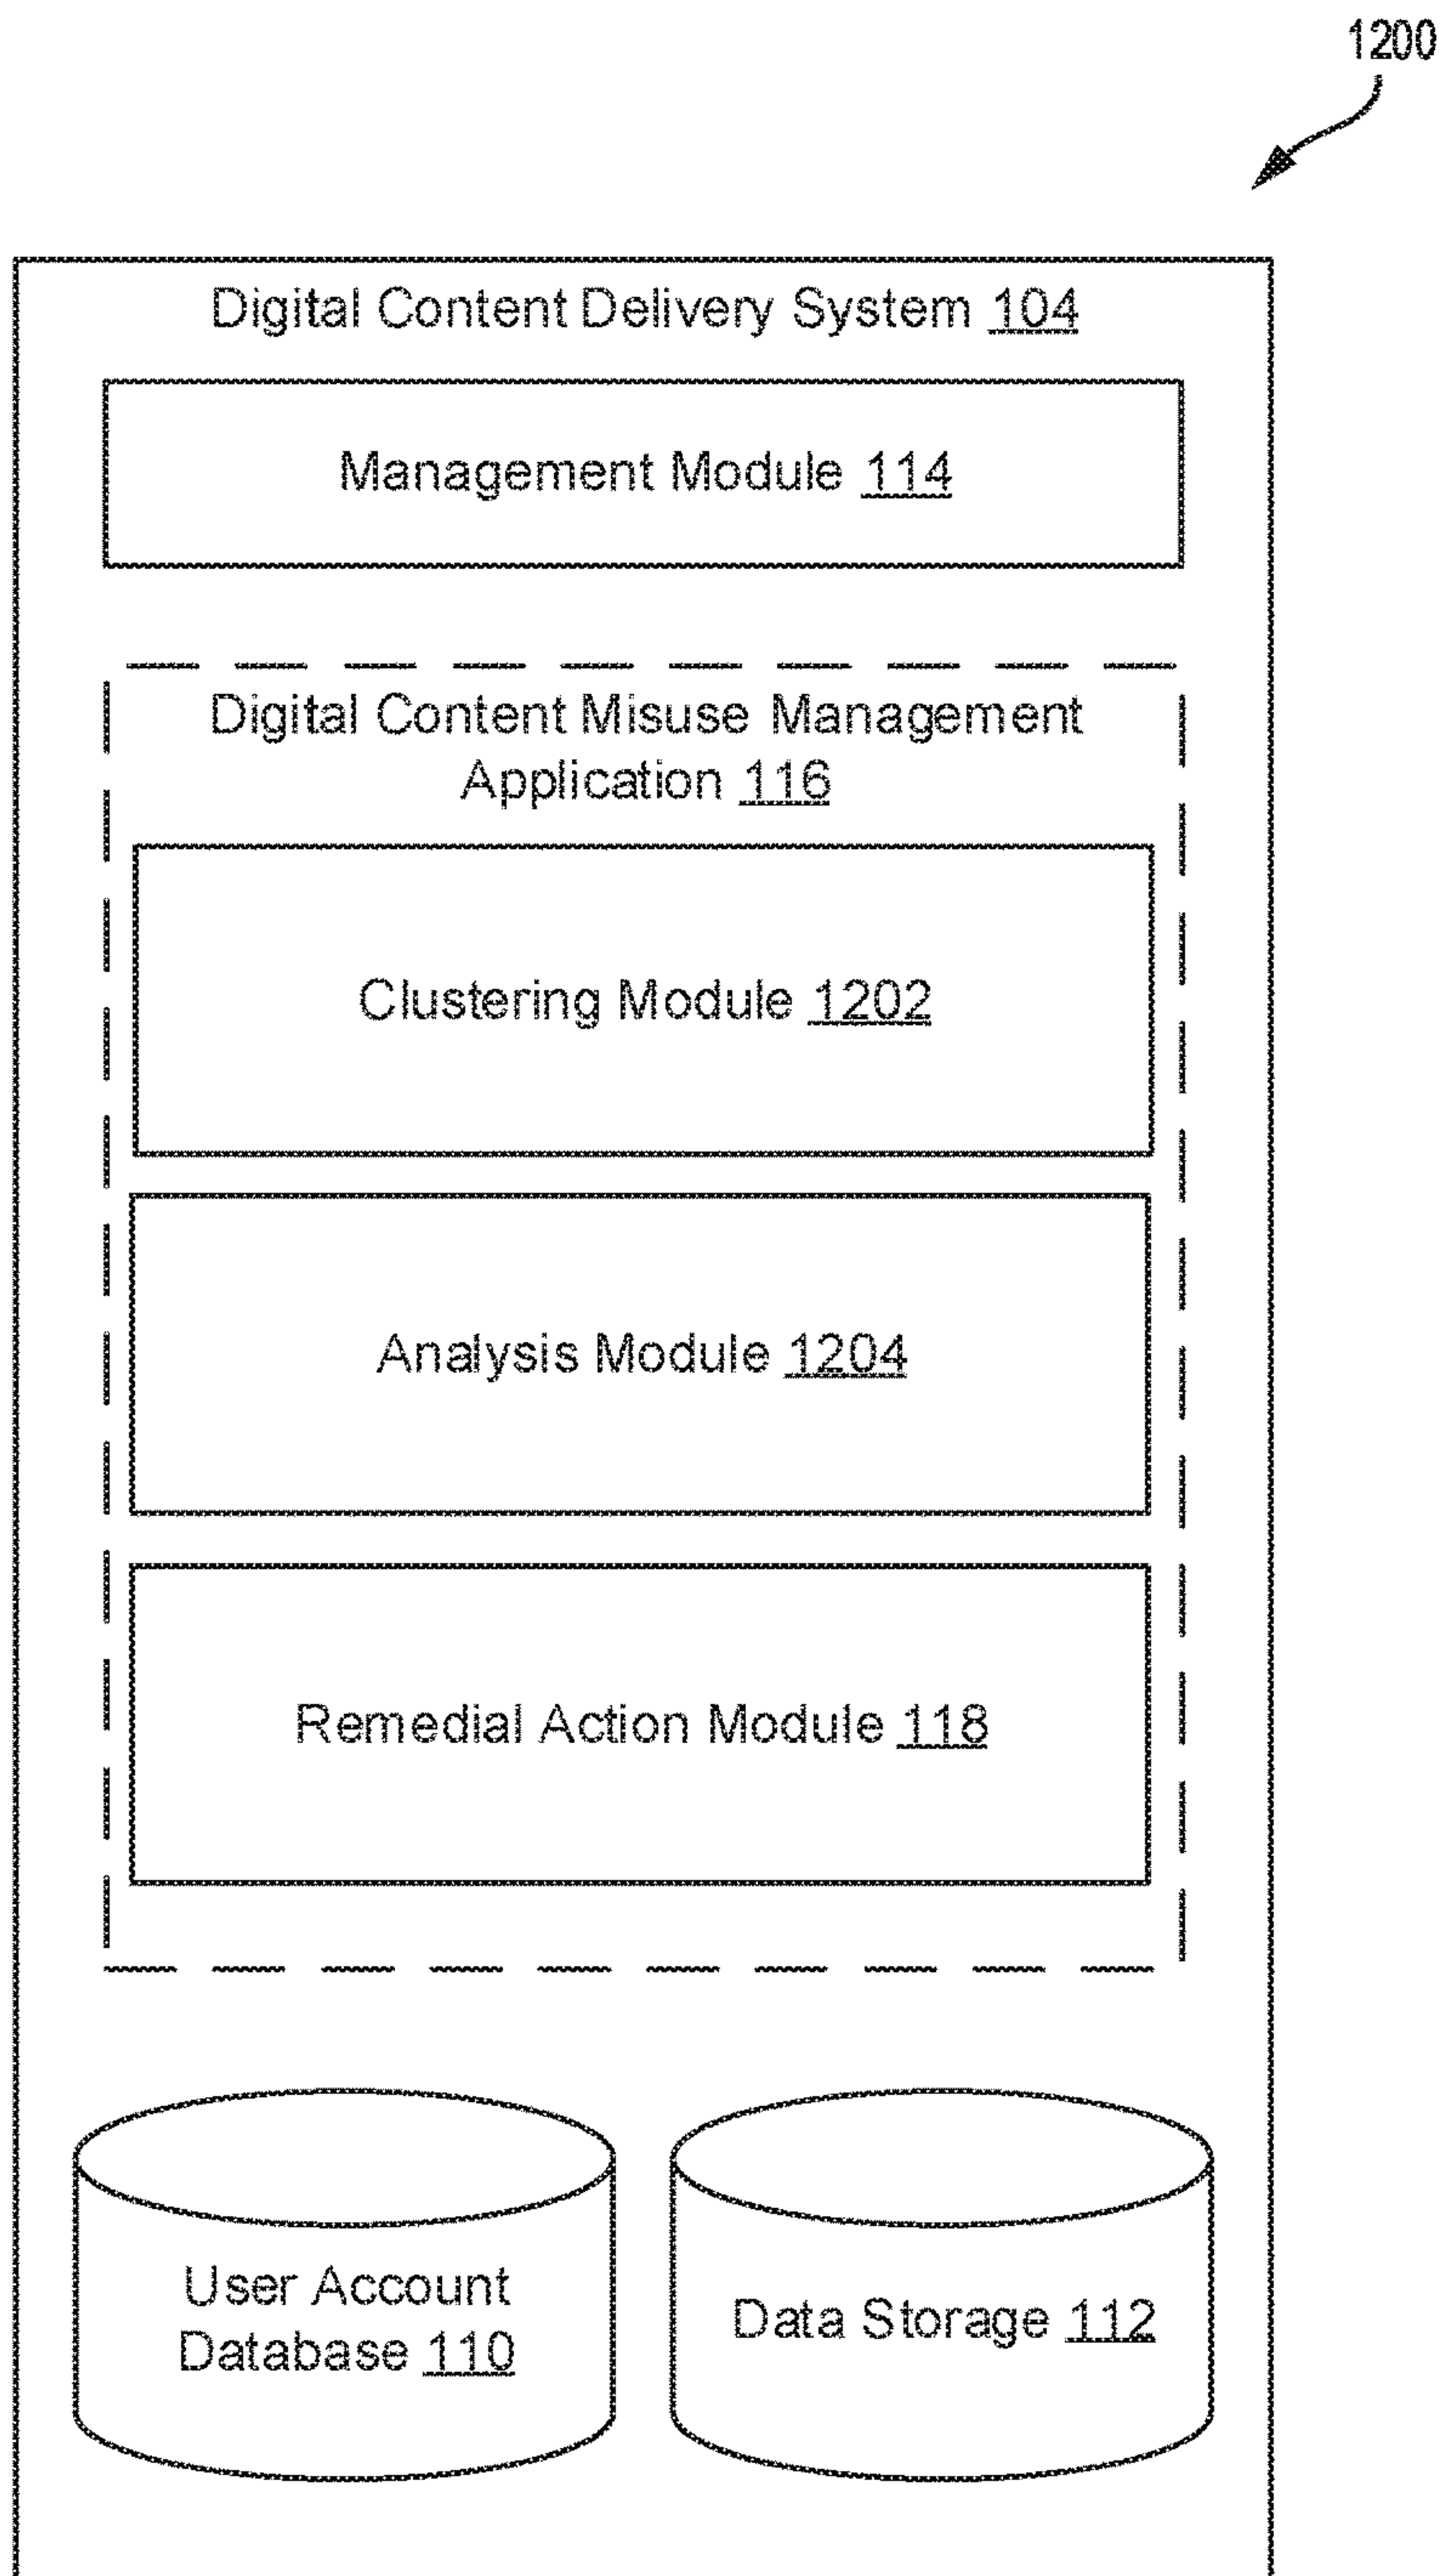 1200
Digital Content Delivery System 104
Management Module 114
Digital Content Misuse Management
Application 116
Clustering Module 1202
Analysis Module 1204
Remedial Action Module 118
User Account
Database 110
Data Storage 112